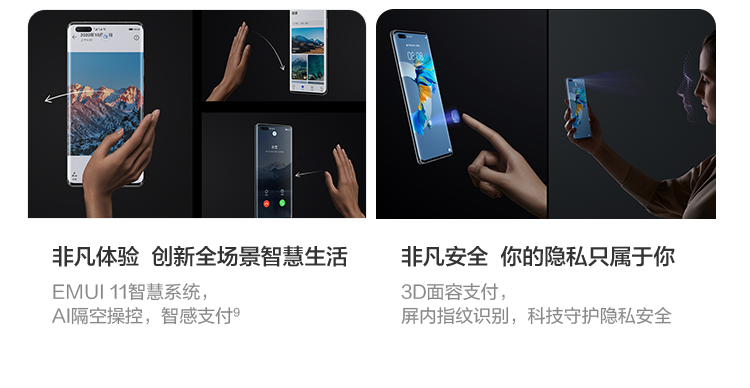 08:08
非凡体验 创新全场景智慧生活
EMUI 11智慧系统，
AI隔空操控，智感支付9
非凡安全 你的隐私只属于你
3D面容支付，
屏内指纹识别，科技守护隐私安全